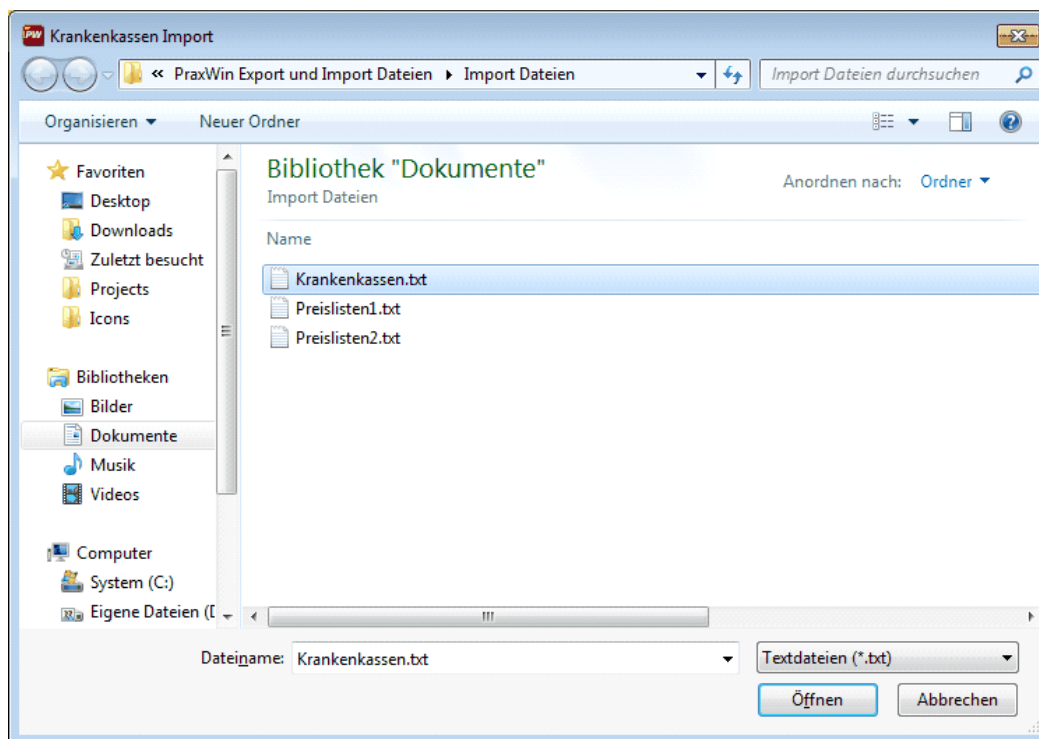 PW Krankenkassen Import
« PraxWin Export und Import Dateien Import Dateien Import Dateien durchsuchen
Organisieren Neuer Ordner
Favoriten
Desktop
Downloads
Zuletzt besucht
Projects
Icons
Bibliotheken
Bilder
Dokumente
Musik
Videos
Computer
System (C:)
Eigene Dateien (D
Bibliothek "Dokumente"
Import Dateien
Anordnen nach: Ordner
Name
Krankenkassen.txt
Preislisten1.txt
Preislisten2.txt
Dateiname: Krankenkassen.txt Textdateien (*.txt)
Öffnen Abbrechen